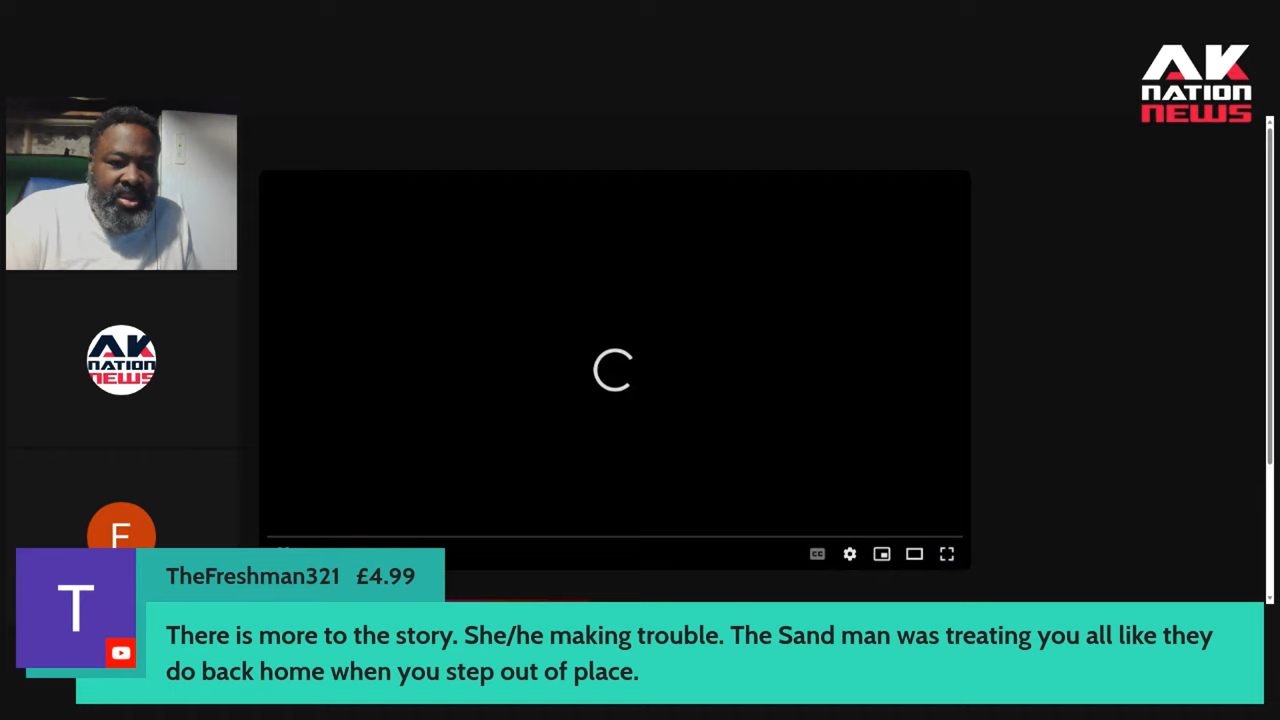 AK
NATION
NEWS
AK
NATION
NEWS
F
CC
T
TheFreshman321 £4.99
There is more to the story. She/he making trouble. The Sand man was treating you all like they
do back home when you step out of place.